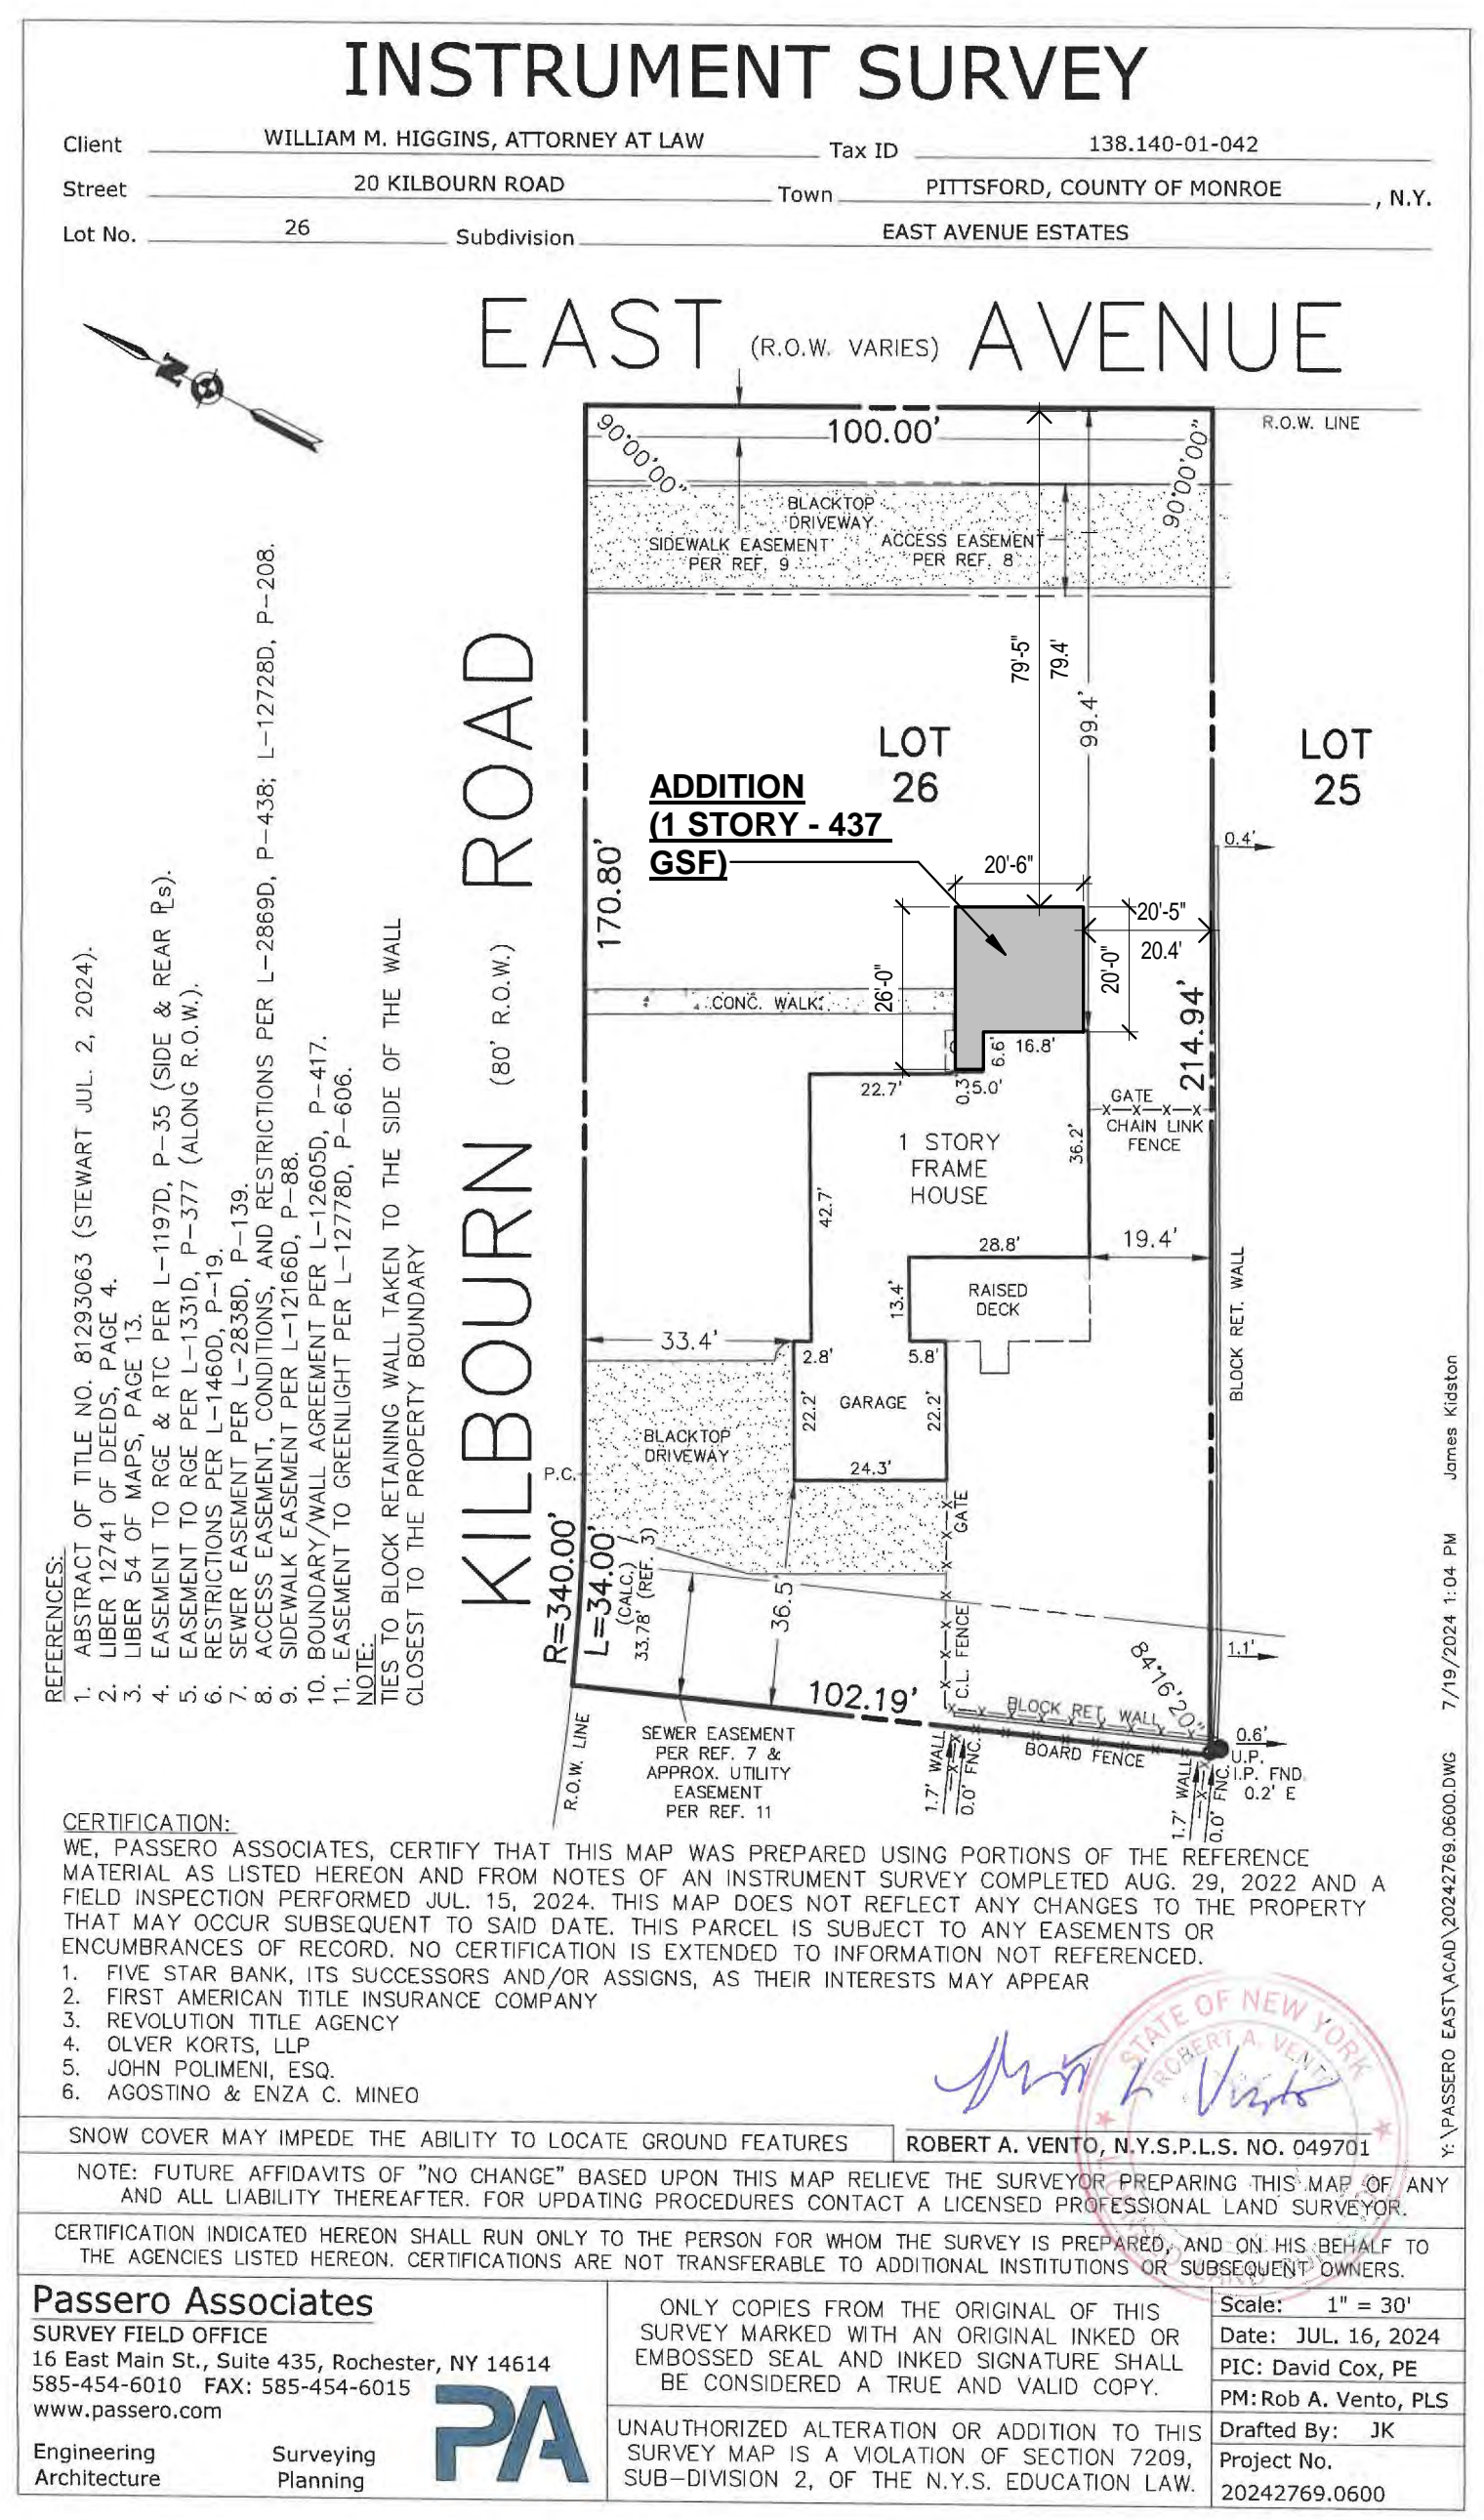 INSTRUMENT SURVEY
Client WILLIAM M. HIGGINS, ATTORNEY AT LAW Tax ID 138.140-01-042
Street 20 KILBOURN ROAD Town PITTSFORD, COUNTY OF MONROE , N.Y.
Lot No. 26 Subdivision EAST AVENUE ESTATES
EAST (R.O.W. VARIES) AVENUE
N
R.O.W. LINE
100.00'
90°00'00"
90°00'00"
BLACKTOP
DRIVEWAY
SIDEWALK EASEMENT
PER REF. 9
ACCESS EASEMENT
PER REF. 8
79'-5"
79.4'
99.4'
LOT
26
LOT
25
ADDITION
(1 STORY - 437
GSF)
KILBOURN (80' R.O.W.) ROAD
170.80'
0.4'
20'-6"
20'-5"
20.4'
26'-0"
20'-0"
CONC. WALK
214.94'
6.6'
16.8'
22.7'
0.3'
5.0'
GATE
CHAIN LINK
FENCE
1 STORY
FRAME
HOUSE
36.2'
42.7'
28.8'
19.4'
RAISED
DECK
13.4'
BLOCK RET. WALL
33.4'
2.8'
5.8'
GARAGE
22.2'
22.2'
BLACKTOP
DRIVEWAY
24.3'
P.C.
GATE
R=340.00'
L=34.00'
(CALC.)
33.78' (REF. 3)
36.5'
C.L. FENCE
84°16'20"
1.1'
102.19'
BLOCK RET. WALL
BOARD FENCE
0.6'
U.P.
I.P. FND.
0.2' E
R.O.W. LINE
SEWER EASEMENT
PER REF. 7 &
APPROX. UTILITY
EASEMENT
PER REF. 11
1.7' WALL
0.0' FNC.
1.7' WALL
0.0' FNC.
REFERENCES:
1. ABSTRACT OF TITLE NO. 81293063 (STEWART JUL. 2, 2024).
2. LIBER 12741 OF DEEDS, PAGE 4.
3. LIBER 54 OF MAPS, PAGE 13.
4. EASEMENT TO RGE & RTC PER L-1197D, P-35 (SIDE & REAR PLs).
5. EASEMENT TO RGE PER L-1331D, P-377 (ALONG R.O.W.).
6. RESTRICTIONS PER L-1460D, P-19.
7. SEWER EASEMENT PER L-2838D, P-139.
8. ACCESS EASEMENT, CONDITIONS, AND RESTRICTIONS PER L-2869D, P-438; L-12728D, P-208.
9. SIDEWALK EASEMENT PER L-12166D, P-88.
10. BOUNDARY/WALL AGREEMENT PER L-12605D, P-417.
11. EASEMENT TO GREENLIGHT PER L-12778D, P-606.
NOTE:
TIES TO BLOCK RETAINING WALL TAKEN TO THE SIDE OF THE WALL
CLOSEST TO THE PROPERTY BOUNDARY
Y: \PASSERO EAST\ACAD\20242769.0600.DWG 7/19/2024 1:04 PM James Kidston
CERTIFICATION:
WE, PASSERO ASSOCIATES, CERTIFY THAT THIS MAP WAS PREPARED USING PORTIONS OF THE REFERENCE
MATERIAL AS LISTED HEREON AND FROM NOTES OF AN INSTRUMENT SURVEY COMPLETED AUG. 29, 2022 AND A
FIELD INSPECTION PERFORMED JUL. 15, 2024. THIS MAP DOES NOT REFLECT ANY CHANGES TO THE PROPERTY
THAT MAY OCCUR SUBSEQUENT TO SAID DATE. THIS PARCEL IS SUBJECT TO ANY EASEMENTS OR
ENCUMBRANCES OF RECORD. NO CERTIFICATION IS EXTENDED TO INFORMATION NOT REFERENCED.
1. FIVE STAR BANK, ITS SUCCESSORS AND/OR ASSIGNS, AS THEIR INTERESTS MAY APPEAR
2. FIRST AMERICAN TITLE INSURANCE COMPANY
3. REVOLUTION TITLE AGENCY
4. OLVER KORTS, LLP
5. JOHN POLIMENI, ESQ.
6. AGOSTINO & ENZA C. MINEO
STATE OF NEW YORK
ROBERT A. VENTO
SNOW COVER MAY IMPEDE THE ABILITY TO LOCATE GROUND FEATURES
ROBERT A. VENTO, N.Y.S.P.L.S. NO. 049701
NOTE: FUTURE AFFIDAVITS OF "NO CHANGE" BASED UPON THIS MAP RELIEVE THE SURVEYOR PREPARING THIS MAP OF ANY
AND ALL LIABILITY THEREAFTER. FOR UPDATING PROCEDURES CONTACT A LICENSED PROFESSIONAL LAND SURVEYOR.
CERTIFICATION INDICATED HEREON SHALL RUN ONLY TO THE PERSON FOR WHOM THE SURVEY IS PREPARED, AND ON HIS BEHALF TO
THE AGENCIES LISTED HEREON. CERTIFICATIONS ARE NOT TRANSFERABLE TO ADDITIONAL INSTITUTIONS OR SUBSEQUENT OWNERS.
Passero Associates
SURVEY FIELD OFFICE
16 East Main St., Suite 435, Rochester, NY 14614
585-454-6010 FAX: 585-454-6015
www.passero.com
Engineering Surveying
Architecture Planning
PA
ONLY COPIES FROM THE ORIGINAL OF THIS
SURVEY MARKED WITH AN ORIGINAL INKED OR
EMBOSSED SEAL AND INKED SIGNATURE SHALL
BE CONSIDERED A TRUE AND VALID COPY.
UNAUTHORIZED ALTERATION OR ADDITION TO THIS
SURVEY MAP IS A VIOLATION OF SECTION 7209,
SUB-DIVISION 2, OF THE N.Y.S. EDUCATION LAW.
Scale: 1" = 30'
Date: JUL. 16, 2024
PIC: David Cox, PE
PM: Rob A. Vento, PLS
Drafted By: JK
Project No.
20242769.0600